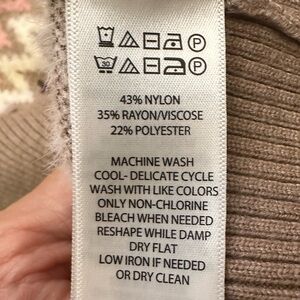 43% NYLON
35% RAYON/VISCOSE
22% POLYESTER
MACHINE WASH
COOL- DELICATE CYCLE
WASH WITH LIKE COLORS
ONLY NON-CHLORINE
BLEACH WHEN NEEDED
RESHAPE WHILE DAMP
DRY FLAT
LOW IRON IF NEEDED
OR DRY CLEAN